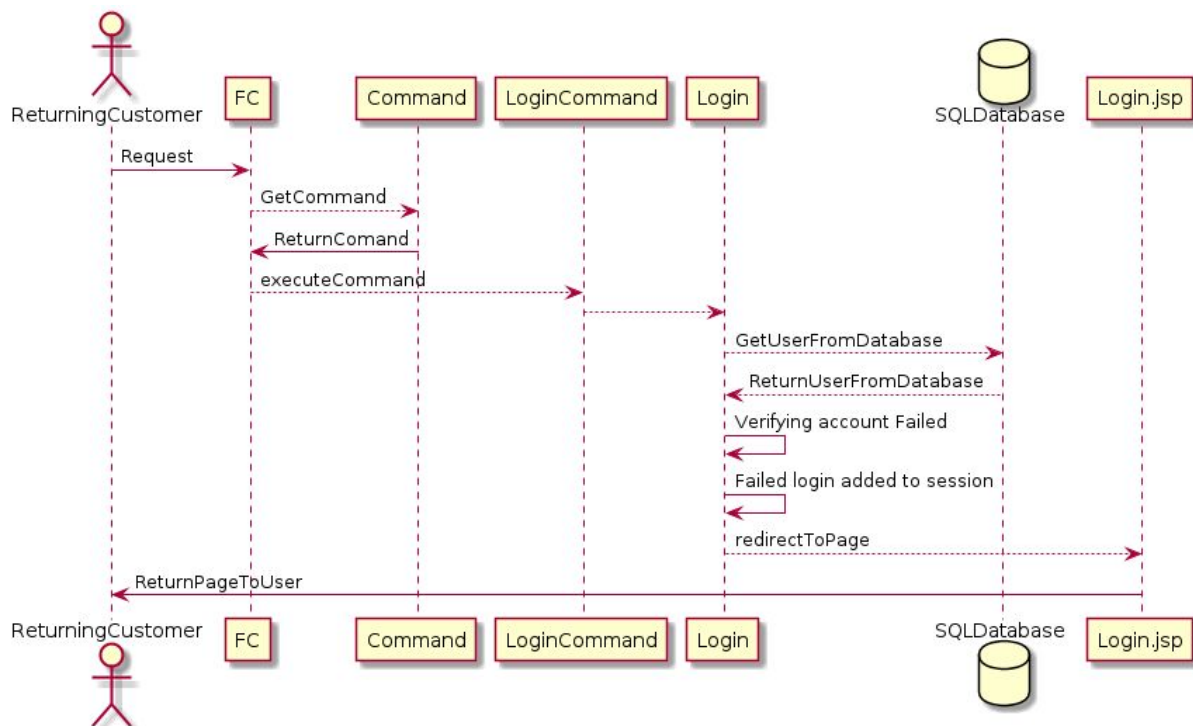 ReturningCustomer
FC
Command
LoginCommand
Login
SQLDatabase
Login.jsp
Request
GetCommand
ReturnComand
executeCommand
GetUserFromDatabase
ReturnUserFromDatabase
Verifying account Failed
Failed login added to session
redirectToPage
ReturnPageToUser
ReturningCustomer
FC
Command
LoginCommand
Login
SQLDatabase
Login.jsp